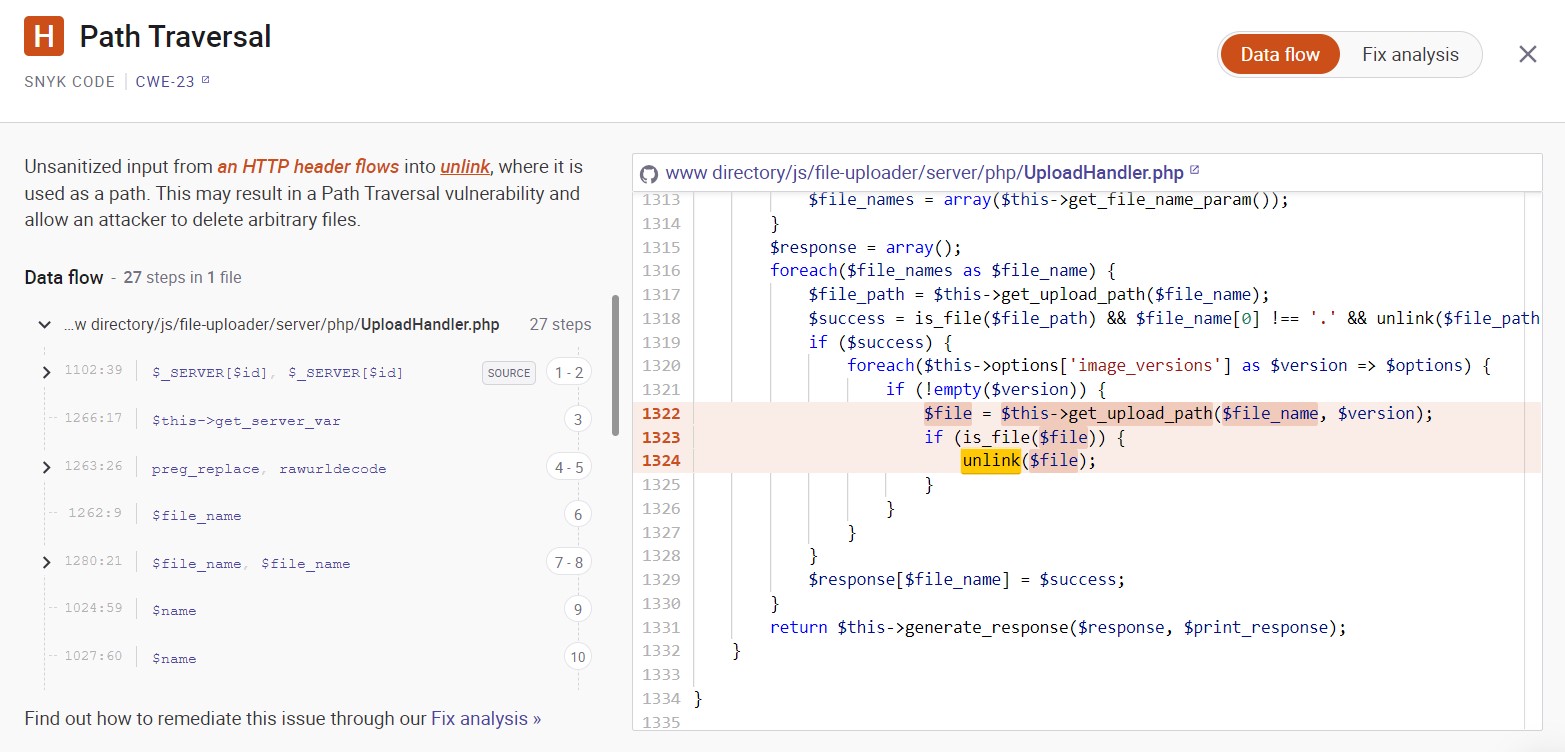 H Path Traversal
SNYK CODE | CWE-23
Data flow
Fix analysis
Unsanitized input from an HTTP header flows into unlink, where it is
used as a path. This may result in a Path Traversal vulnerability and
allow an attacker to delete arbitrary files.
Data flow - 27 steps in 1 file
...w directory/js/file-uploader/server/php/UploadHandler.php 27 steps
1102:39 $_SERVER[$id], $_SERVER[$id] SOURCE 1 - 2
1266:17 $this->get_server_var 3
1263:26 preg_replace, rawurldecode 4 - 5
1262:9 $file_name 6
1280:21 $file_name, $file_name 7 - 8
1024:59 $name 9
1027:60 $name 10
Find out how to remediate this issue through our Fix analysis »
www directory/js/file-uploader/server/php/UploadHandler.php
1313 $file_names = array($this->get_file_name_param());
1314 }
1315 $response = array();
1316 foreach($file_names as $file_name) {
1317 $file_path = $this->get_upload_path($file_name);
1318 $success = is_file($file_path) && $file_name[0] !== '.' && unlink($file_path
1319 if ($success) {
1320 foreach($this->options['image_versions'] as $version => $options) {
1321 if (!empty($version)) {
1322 $file = $this->get_upload_path($file_name, $version);
1323 if (is_file($file)) {
1324 unlink($file);
1325 }
1326 }
1327 }
1328 }
1329 $response[$file_name] = $success;
1330 }
1331 return $this->generate_response($response, $print_response);
1332 }
1333
1334 }
1335